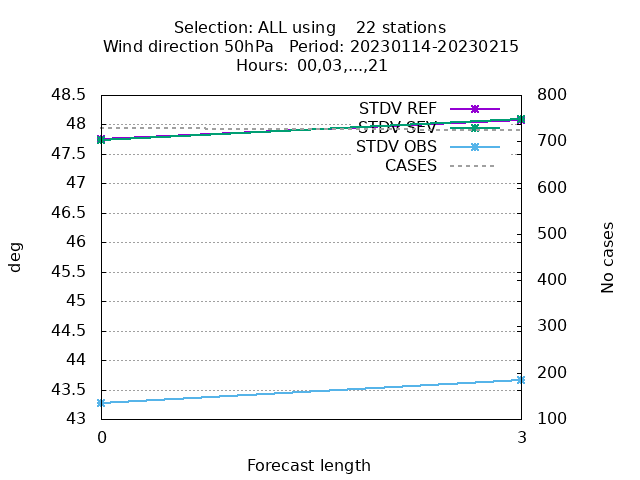 Selection: ALL using    22 stations
Wind direction 50hPa   Period: 20230114-20230215
Hours:  00,03,...,21
48.5
48
47.5
47
46.5
46
45.5
45
44.5
44
43.5
43
800
700
600
500
400
300
200
100
STDV REF
STDV SEV
STDV OBS
CASES
deg
No cases
0
3
Forecast length